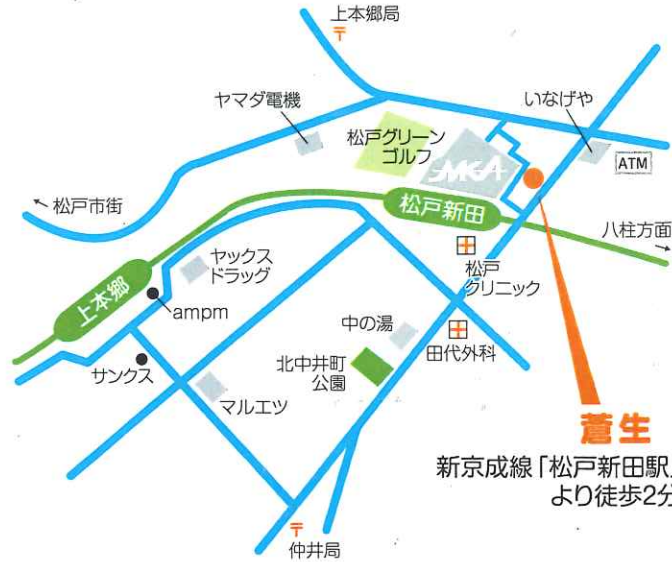 上本郷局
〒
ヤマダ電機
いなげや
松戸グリーン
ゴルフ
MKA
ATM
← 松戸市街
松戸新田
八柱方面
→
松戸
クリニック
ヤックス
ドラッグ
上本郷
ampm
中の湯
田代外科
北中井町
公園
サンクス
マルエツ
蒼生
新京成線「松戸新田駅」
より徒歩2分
〒
仲井局